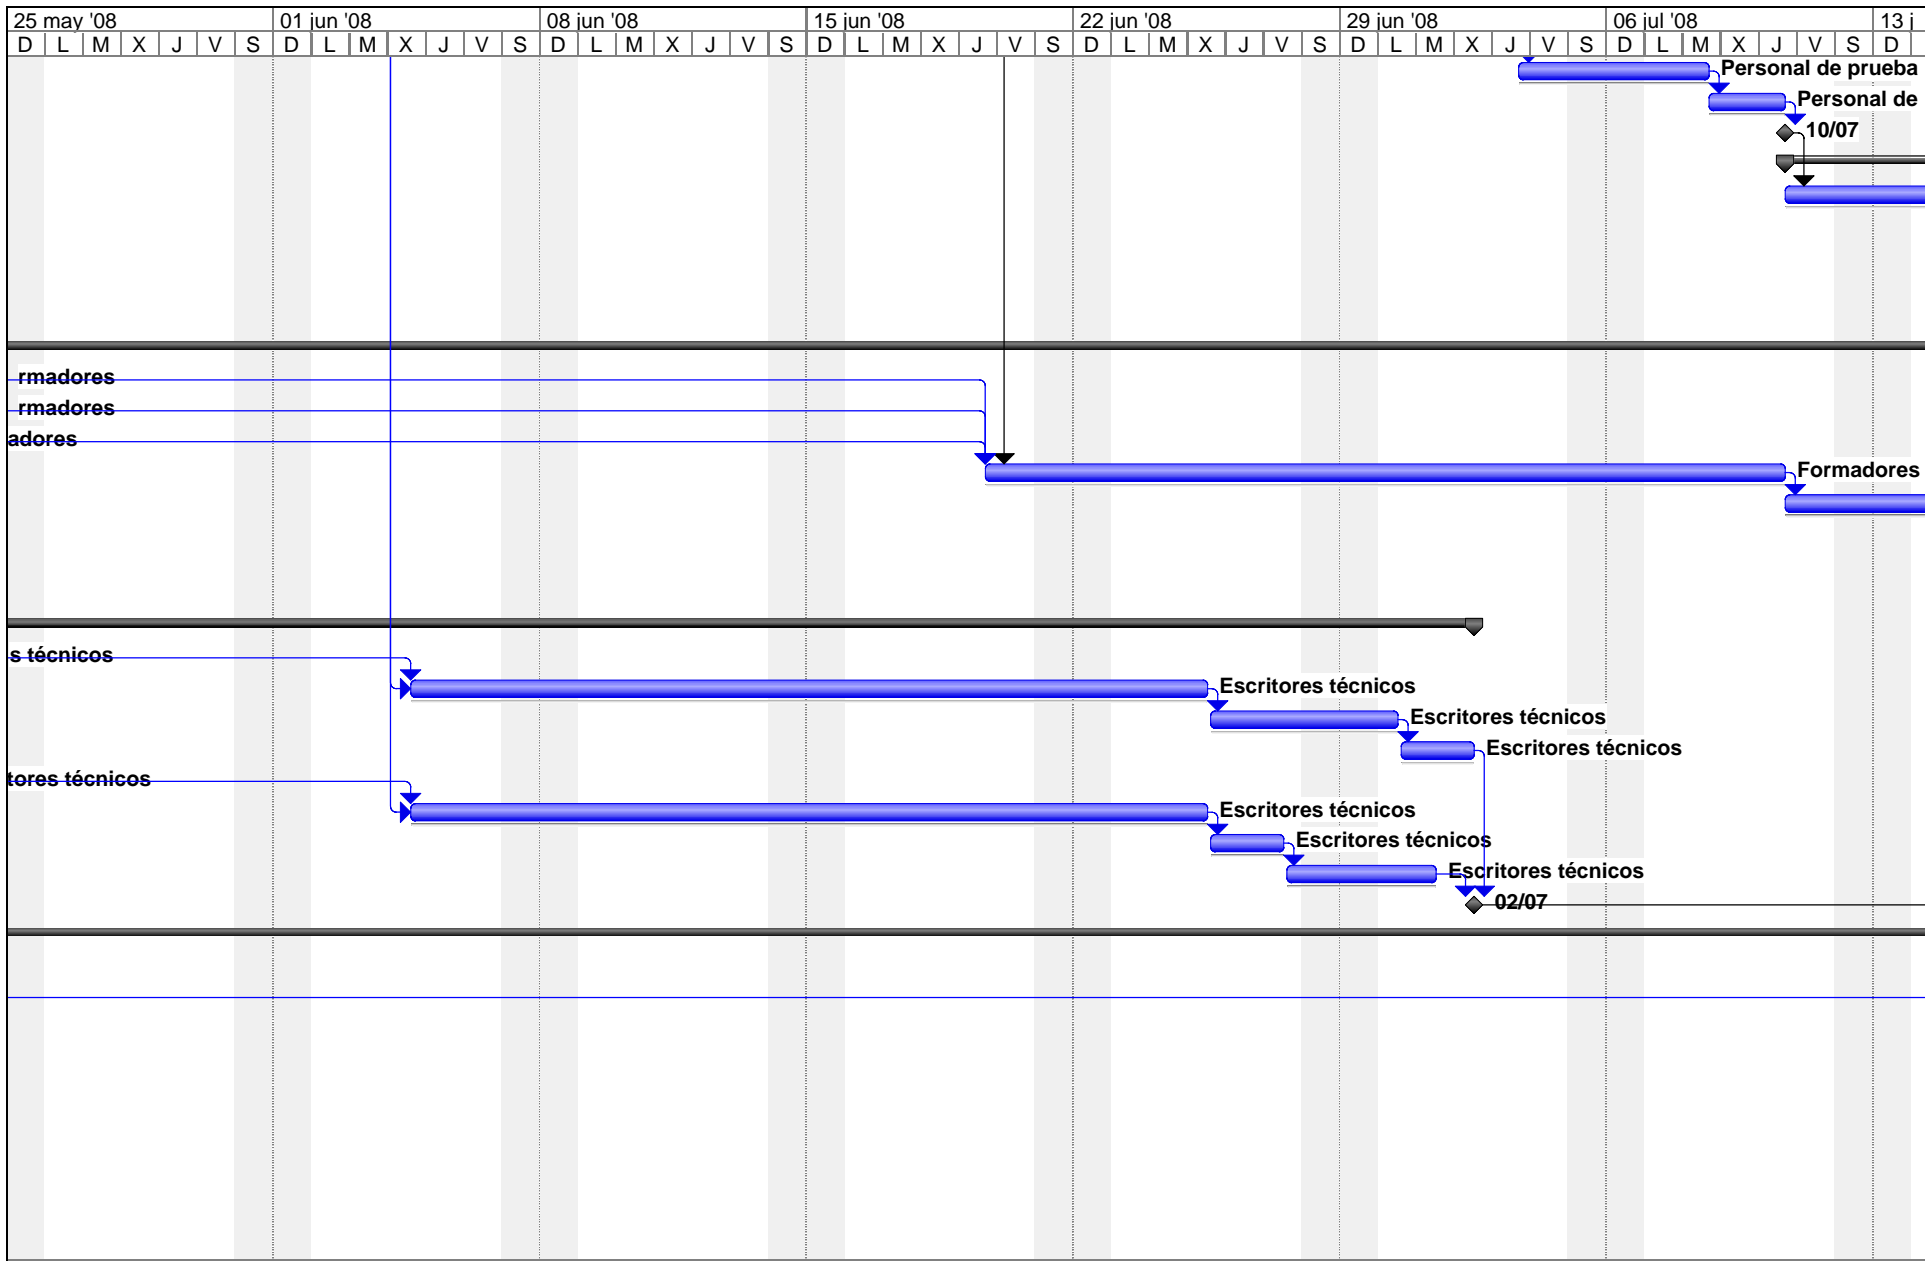 25 may '08 01 jun '08 08 jun '08 15 jun '08 22 jun '08 29 jun '08 06 jul '08 13 j
D L M X J V S D L M X J V S D L M X J V S D L M X J V S D L M X J V S D L M X J V S D L M X J V S D
Personal de prueba
Personal de
10/07
rmadores
rmadores
adores
Formadores
s técnicos
Escritores técnicos
Escritores técnicos
Escritores técnicos
tores técnicos
Escritores técnicos
Escritores técnicos
Escritores técnicos
02/07